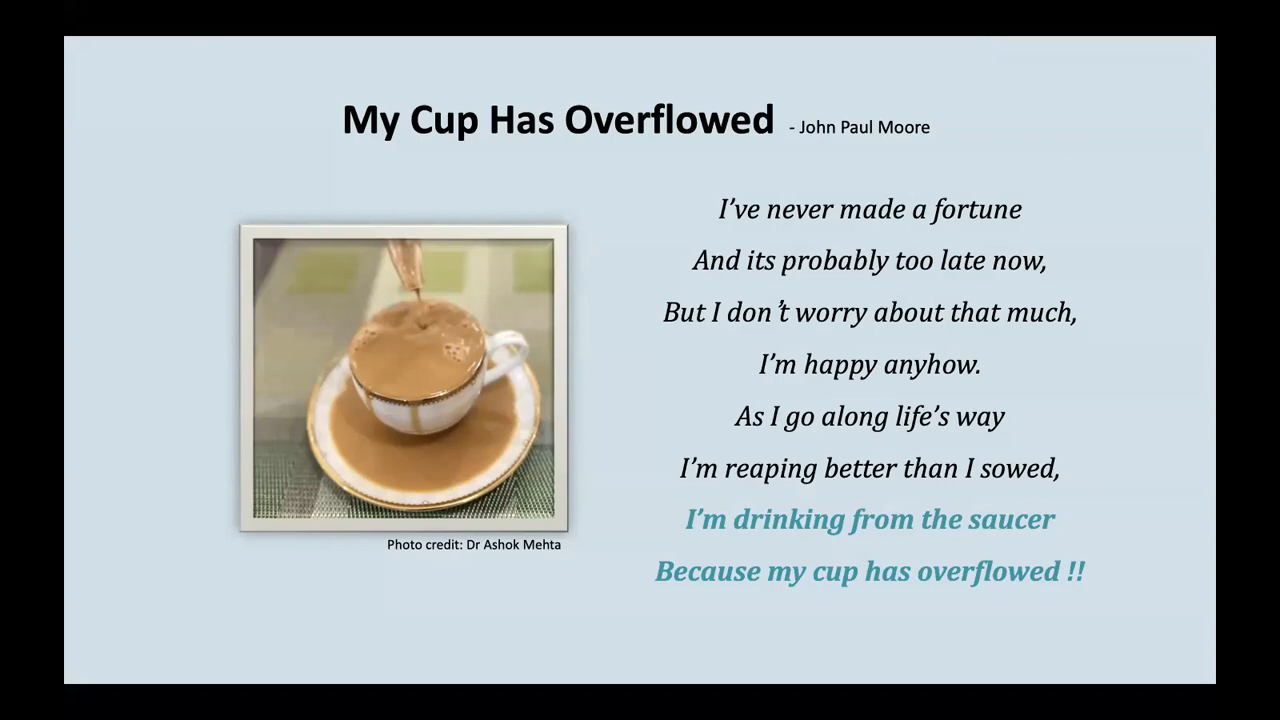 My Cup Has Overflowed - John Paul Moore
I’ve never made a fortune
And its probably too late now,
But I don’t worry about that much,
I’m happy anyhow.
As I go along life’s way
I’m reaping better than I sowed,
I’m drinking from the saucer
Because my cup has overflowed !!
Photo credit: Dr Ashok Mehta